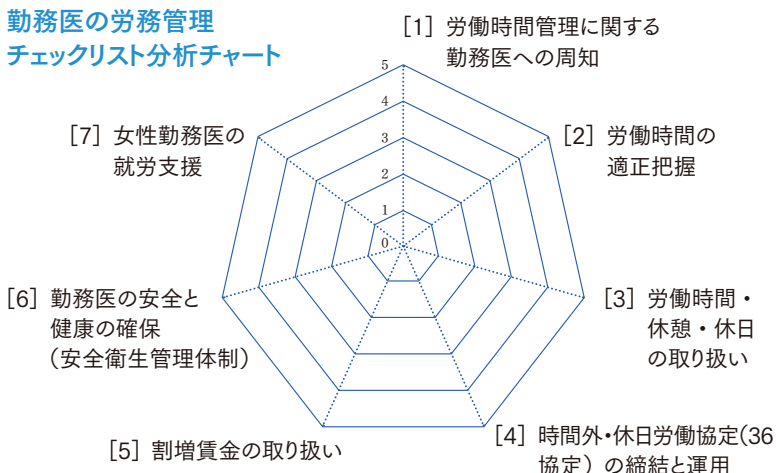 勤務医の労務管理
チェックリスト分析チャート
[1] 労働時間管理に関する
勤務医への周知
[2] 労働時間の
適正把握
[3] 労働時間・
休憩・休日
の取り扱い
[4] 時間外・休日労働協定(36
協定)の締結と運用
[5] 割増賃金の取り扱い
[6] 勤務医の安全と
健康の確保
(安全衛生管理体制)
[7] 女性勤務医の
就労支援
5
4
3
2
1
0